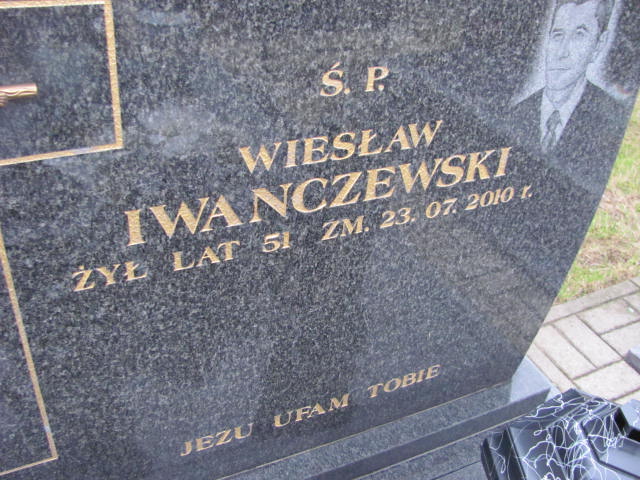 Ś. P.
WIESŁAW
IWANCZEWSKI
ŻYŁ LAT 51 ZM. 23. 07. 2010 r.
JEZU UFAM TOBIE